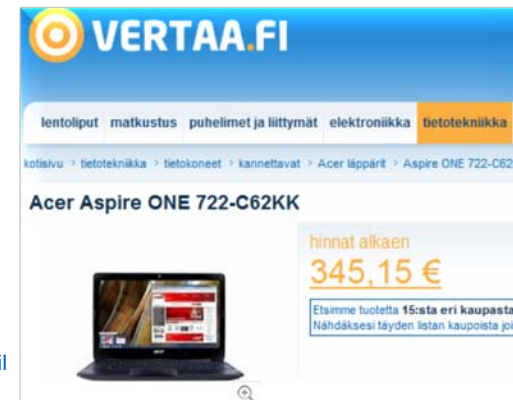 VERTAA.FI
lentoliput matkustus puhelimet ja liittymät elektroniikka tietotekniikka
kotisivu > tietotekniikka > tietokoneet > kannettavat > Acer läppärit > Aspire ONE 722-C62
Acer Aspire ONE 722-C62KK
hinnat alkaen
345,15 €
Etsimme tuotetta 15:sta eri kaupasta
Nähdäksesi täyden listan kaupoista joi
il